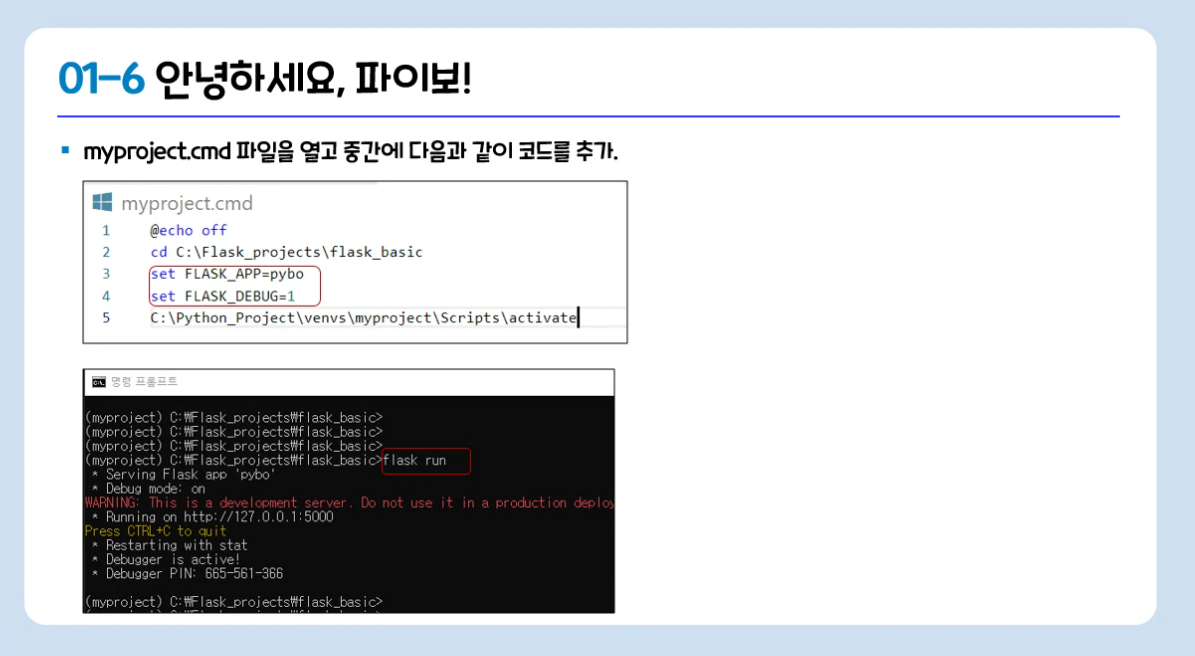 01-6 안녕하세요, 파이보!
▪ myproject.cmd 파일을 열고 중간에 다음과 같이 코드를 추가.
myproject.cmd
1 @echo off
2 cd C:\Flask_projects\flask_basic
3 set FLASK_APP=pybo
4 set FLASK_DEBUG=1
5 C:\Python_Project\venvs\myproject\Scripts\activate
명령 프롬프트
(myproject) C:₩Flask_projects₩flask_basic>
(myproject) C:₩Flask_projects₩flask_basic>
(myproject) C:₩Flask_projects₩flask_basic>
(myproject) C:₩Flask_projects₩flask_basic>flask run
* Serving Flask app 'pybo'
* Debug mode: on
WARNING: This is a development server. Do not use it in a production deploy
* Running on http://127.0.0.1:5000
Press CTRL+C to quit
* Restarting with stat
* Debugger is active!
* Debugger PIN: 665-561-366
(myproject) C:₩Flask_projects₩flask_basic>